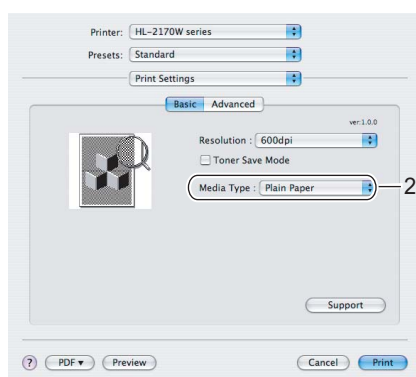 Printer: HL-2170W series
Presets: Standard
Print Settings
Basic Advanced
ver.1.0.0
Resolution : 600dpi
Toner Save Mode
Media Type : Plain Paper
2
Support
? PDF▼ Preview Cancel Print